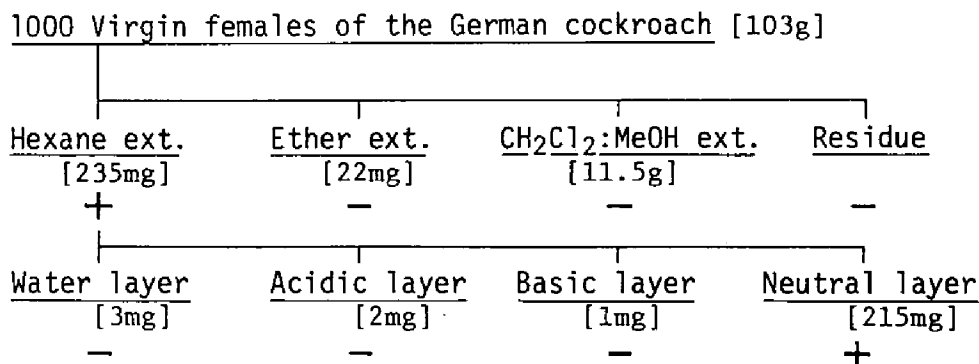 1000 Virgin females of the German cockroach [103g]
Hexane ext. Ether ext. CH₂Cl₂:MeOH ext. Residue
[235mg] [22mg] [11.5g]
+ − − −
Water layer Acidic layer Basic layer Neutral layer
[3mg] [2mg] [1mg] [215mg]
− − − +